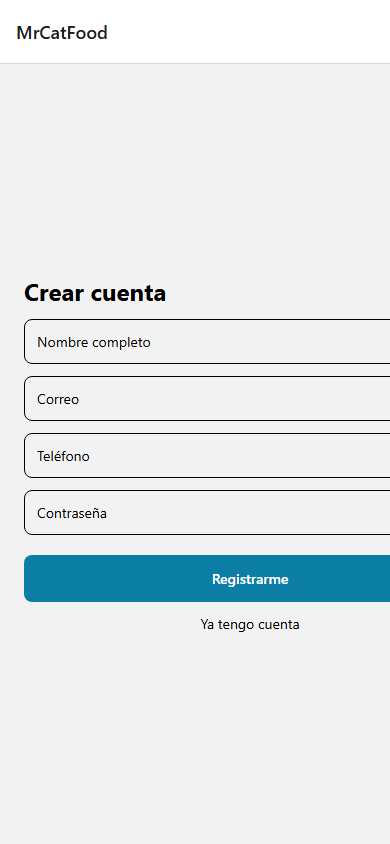 MrCatFood
Crear cuenta
Nombre completo
Correo
Teléfono
Contraseña
Registrarme
Ya tengo cuenta